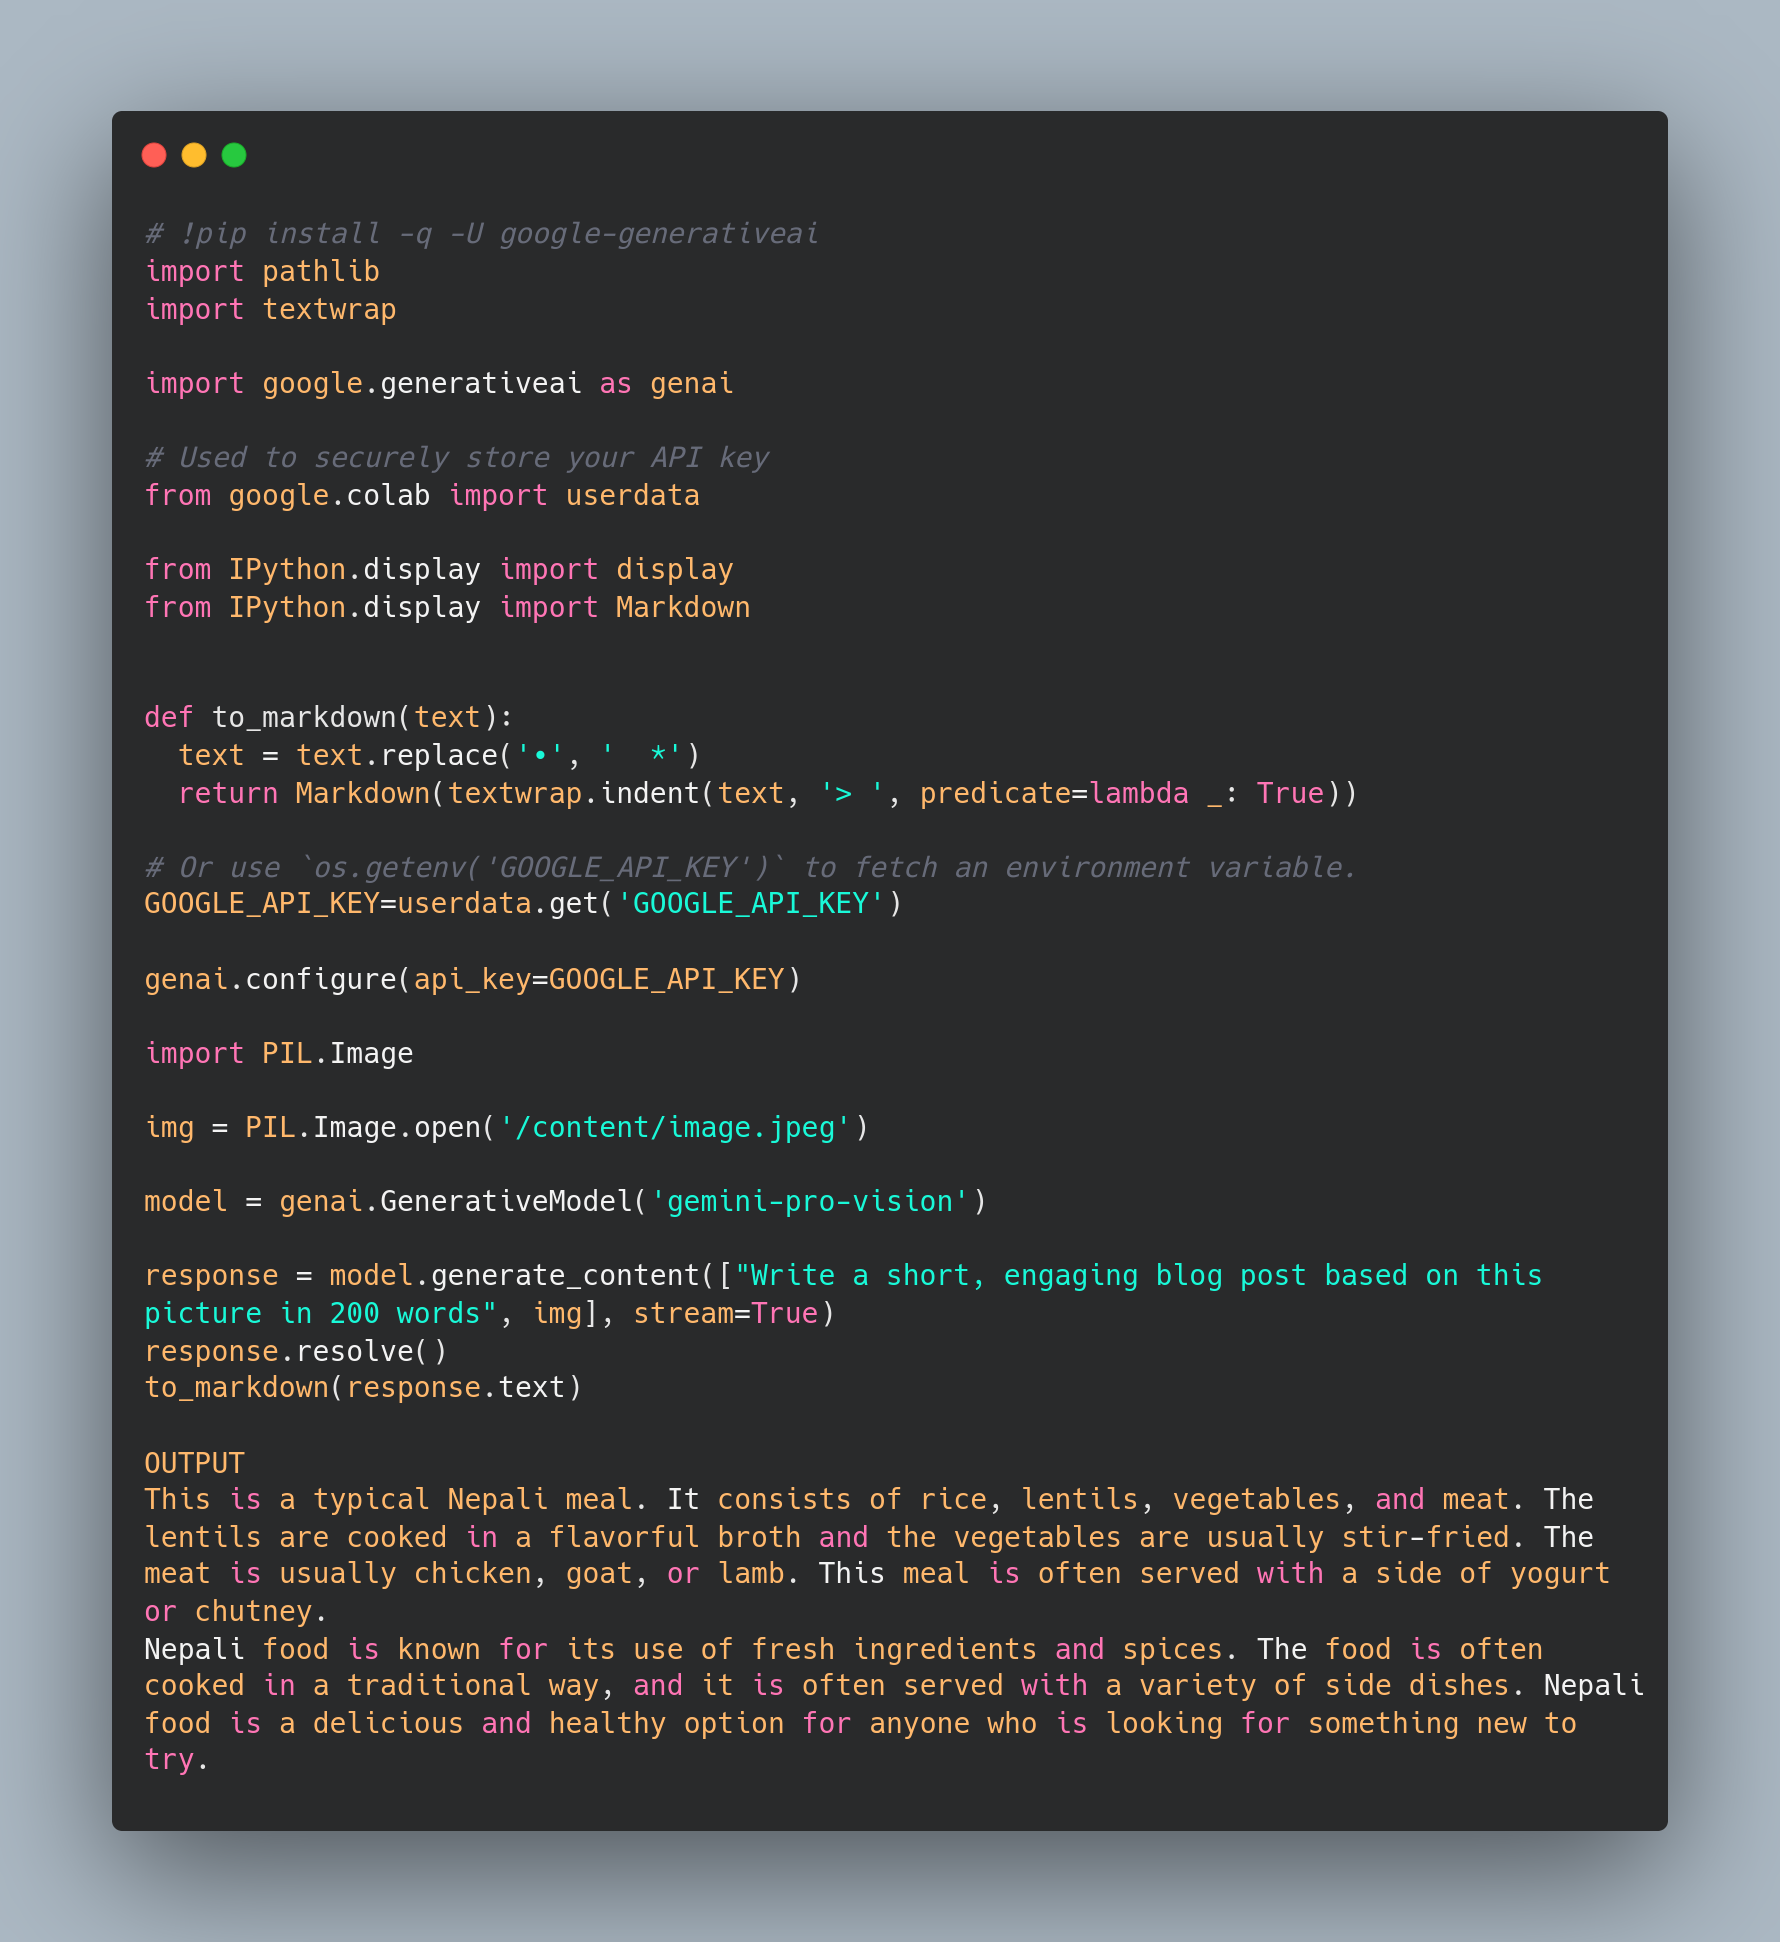 # !pip install -q -U google-generativeai
import pathlib
import textwrap

import google.generativeai as genai

# Used to securely store your API key
from google.colab import userdata

from IPython.display import display
from IPython.display import Markdown


def to_markdown(text):
  text = text.replace('•', '  *')
  return Markdown(textwrap.indent(text, '> ', predicate=lambda _: True))

# Or use `os.getenv('GOOGLE_API_KEY')` to fetch an environment variable.
GOOGLE_API_KEY=userdata.get('GOOGLE_API_KEY')

genai.configure(api_key=GOOGLE_API_KEY)

import PIL.Image

img = PIL.Image.open('/content/image.jpeg')

model = genai.GenerativeModel('gemini-pro-vision')

response = model.generate_content(["Write a short, engaging blog post based on this
picture in 200 words", img], stream=True)
response.resolve()
to_markdown(response.text)

OUTPUT
This is a typical Nepali meal. It consists of rice, lentils, vegetables, and meat. The
lentils are cooked in a flavorful broth and the vegetables are usually stir-fried. The
meat is usually chicken, goat, or lamb. This meal is often served with a side of yogurt
or chutney.
Nepali food is known for its use of fresh ingredients and spices. The food is often
cooked in a traditional way, and it is often served with a variety of side dishes. Nepali
food is a delicious and healthy option for anyone who is looking for something new to
try.